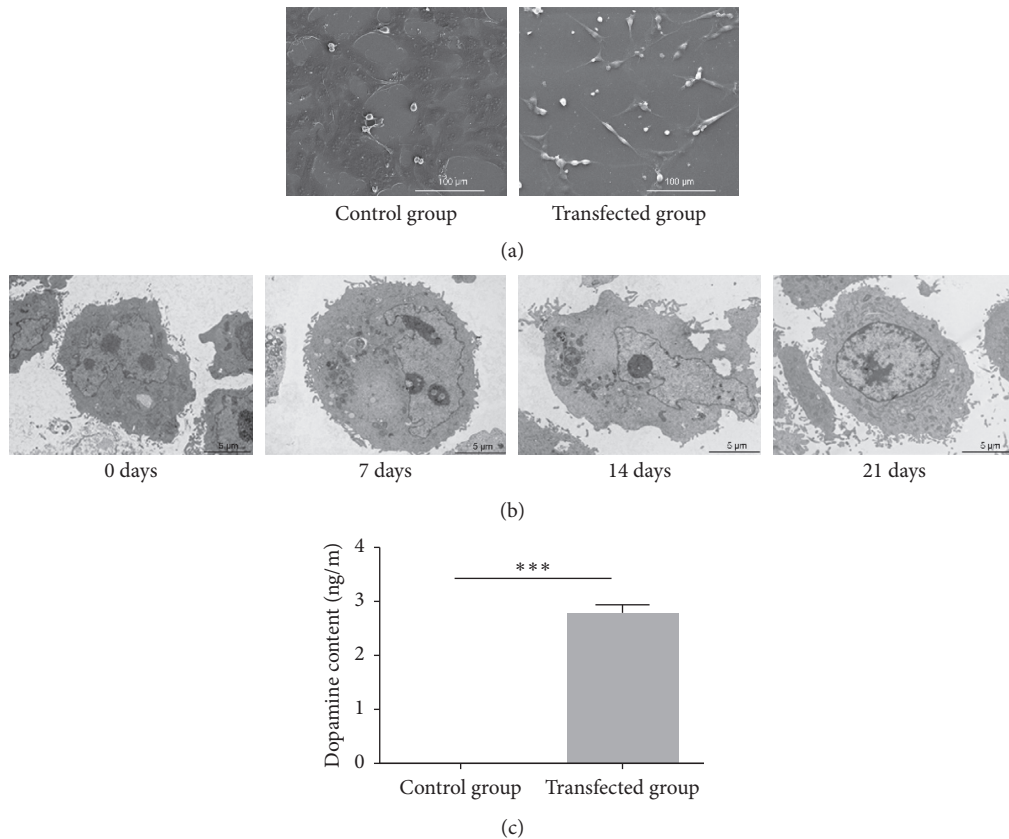 100 μm
100 μm
Control group
Transfected group
(a)
5 μm
5 μm
5 μm
5 μm
0 days
7 days
14 days
21 days
(b)
Dopamine content (ng/m)
4
3
2
1
0
***
Control group
Transfected group
(c)